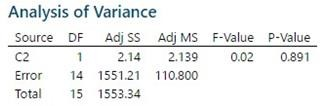 Analysis of Variance
Source DF Adj SS Adj MS F-Value P-Value
C2 1 2.14 2.139 0.02 0.891
Error 14 1551.21 110.800
Total 15 1553.34